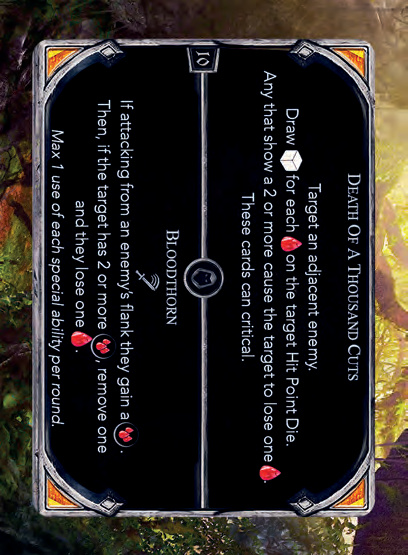 DEATH OF A THOUSAND CUTS
Target an adjacent enemy.
Draw for each on the target Hit Point Die.
Any that show a 2 or more cause the target to lose one .
These cards can critical.
10
BLOODTHORN
If attacking from an enemy's flank they gain a .
Then, if the target has 2 or more , remove one
and they lose one .
Max 1 use of each special ability per round.